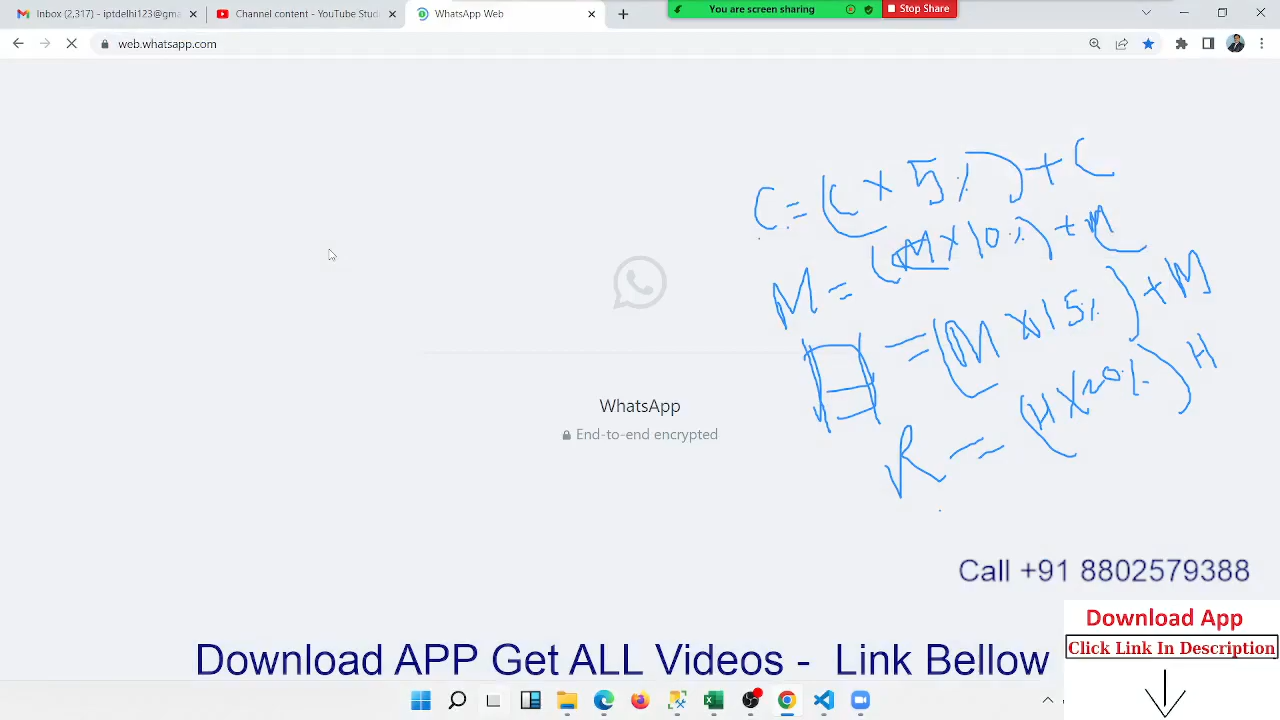 Inbox (2,317) - iptdelhi123@gma
Channel content - YouTube Studi
WhatsApp Web
You are screen sharing
Stop Share
web.whatsapp.com
C = (C x 5%) + C
M = (M x 10%) + M
= (M x 15%) + M
R = (H x 20%) H
WhatsApp
End-to-end encrypted
Call +91 8802579388
Download App
Click Link In Description
Download APP Get ALL Videos - Link Bellow